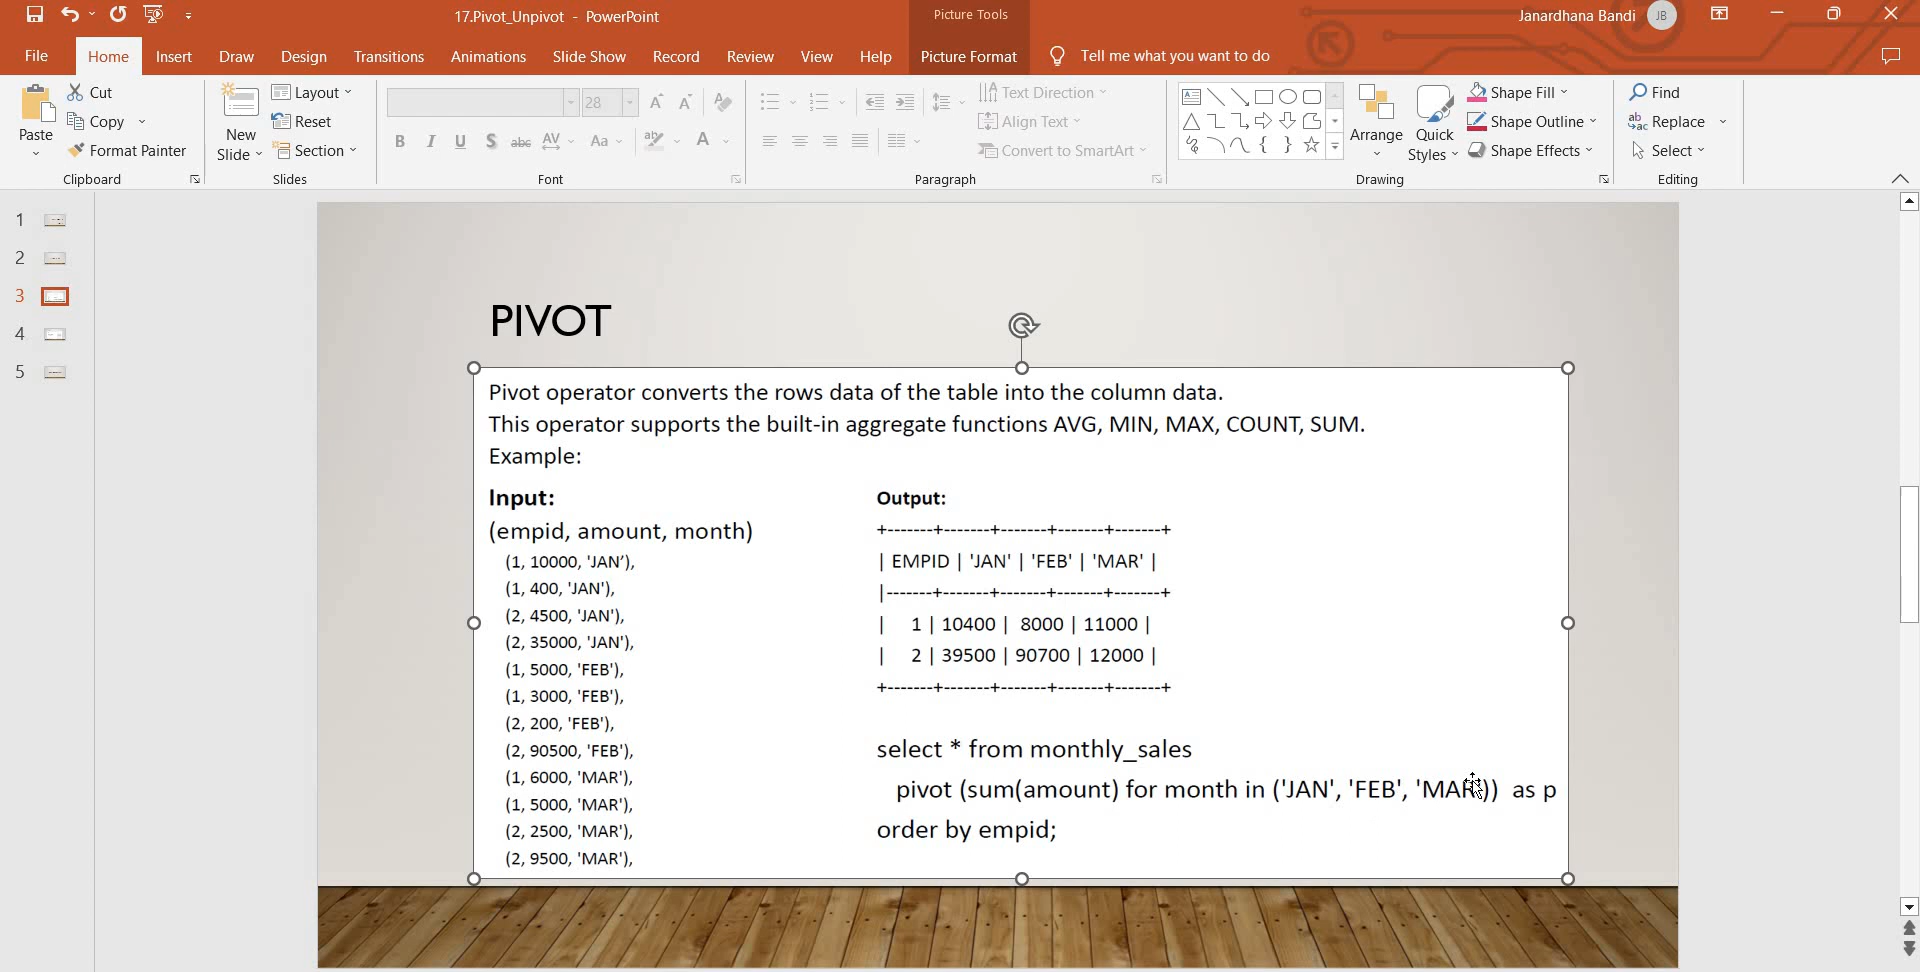 17.Pivot_Unpivot - PowerPoint
Picture Tools
Janardhana Bandi
JB
File
Home
Insert
Draw
Design
Transitions
Animations
Slide Show
Record
Review
View
Help
Picture Format
Tell me what you want to do
Paste
Cut
Copy
Format Painter
Clipboard
New
Slide
Layout
Reset
Section
Slides
28
B I U S abc AV Aa A
Font
Text Direction
Align Text
Convert to SmartArt
Paragraph
Arrange
Quick
Styles
Shape Fill
Shape Outline
Shape Effects
Drawing
Find
Replace
Select
Editing
1
2
3
4
5
PIVOT
Pivot operator converts the rows data of the table into the column data.
This operator supports the built-in aggregate functions AVG, MIN, MAX, COUNT, SUM.
Example:
Input:
(empid, amount, month)
(1, 10000, 'JAN’),
(1, 400, 'JAN'),
(2, 4500, 'JAN'),
(2, 35000, 'JAN'),
(1, 5000, 'FEB'),
(1, 3000, 'FEB'),
(2, 200, 'FEB'),
(2, 90500, 'FEB'),
(1, 6000, 'MAR'),
(1, 5000, 'MAR'),
(2, 2500, 'MAR'),
(2, 9500, 'MAR'),
Output:
+-------+-------+-------+-------+-------+
| EMPID | 'JAN' | 'FEB' | 'MAR' |
|-------+-------+-------+-------+-------+
| 1 | 10400 | 8000 | 11000 |
| 2 | 39500 | 90700 | 12000 |
+-------+-------+-------+-------+-------+
select * from monthly_sales
pivot (sum(amount) for month in ('JAN', 'FEB', 'MAR')) as p
order by empid;